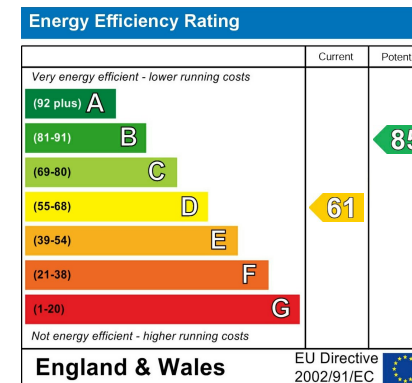 Energy Efficiency Rating
Current Potent
Very energy efficient - lower running costs
(92 plus) A
(81-91) B
85
(69-80) C
(55-68) D
61
(39-54) E
(21-38) F
(1-20) G
Not energy efficient - higher running costs
England & Wales
EU Directive
2002/91/EC